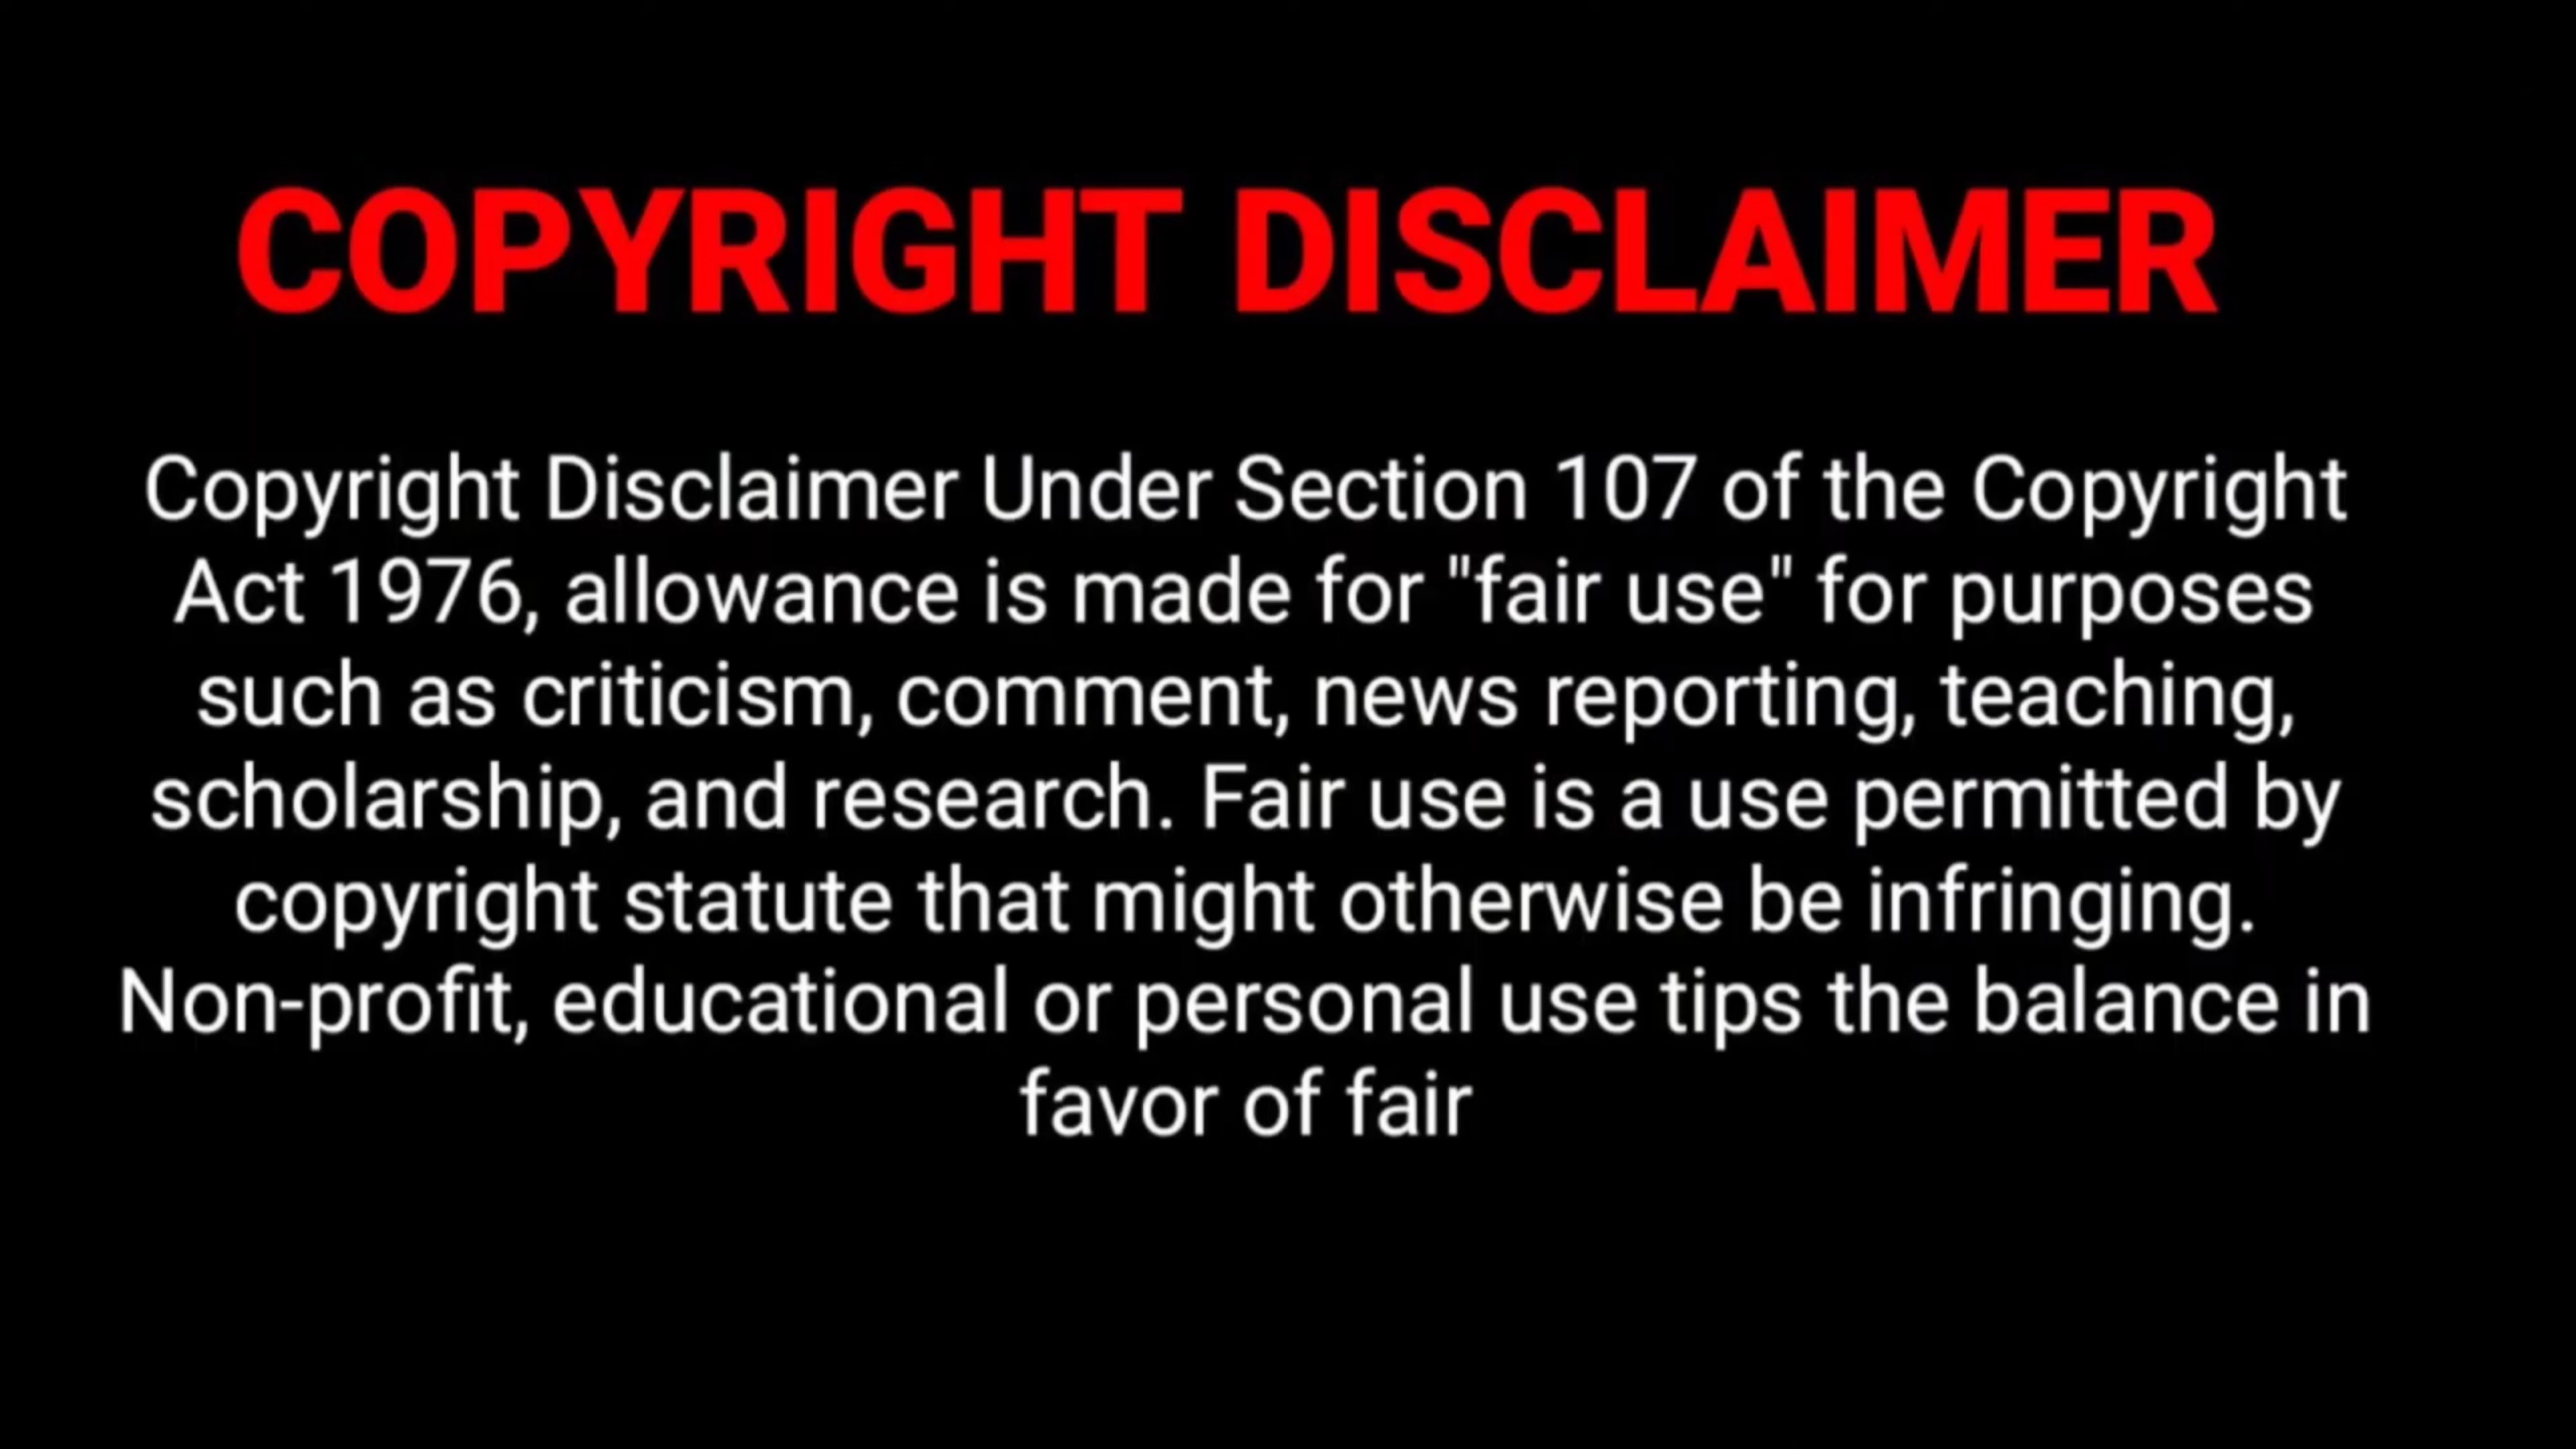 COPYRIGHT DISCLAIMER
Copyright Disclaimer Under Section 107 of the Copyright
Act 1976, allowance is made for "fair use" for purposes
such as criticism, comment, news reporting, teaching,
scholarship, and research. Fair use is a use permitted by
copyright statute that might otherwise be infringing.
Non-profit, educational or personal use tips the balance in
favor of fair